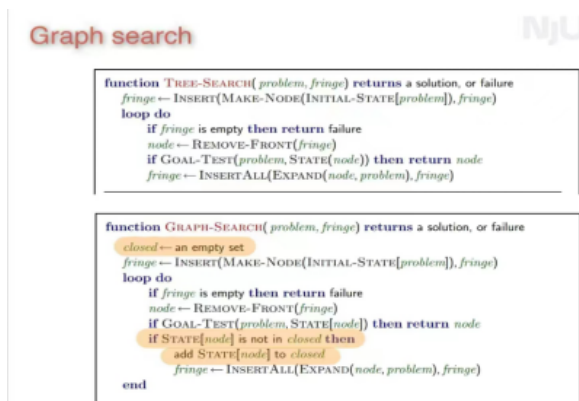 Graph search
NJU
function TREE-SEARCH( problem, fringe) returns a solution, or failure
fringe ← INSERT(MAKE-NODE(INITIAL-STATE[problem]), fringe)
loop do
if fringe is empty then return failure
node ← REMOVE-FRONT(fringe)
if GOAL-TEST(problem, STATE(node)) then return node
fringe ← INSERTALL(EXPAND(node, problem), fringe)
function GRAPH-SEARCH( problem, fringe) returns a solution, or failure
closed ← an empty set
fringe ← INSERT(MAKE-NODE(INITIAL-STATE[problem]), fringe)
loop do
if fringe is empty then return failure
node ← REMOVE-FRONT(fringe)
if GOAL-TEST(problem, STATE[node]) then return node
if STATE[node] is not in closed then
add STATE[node] to closed
fringe ← INSERTALL(EXPAND(node, problem), fringe)
end